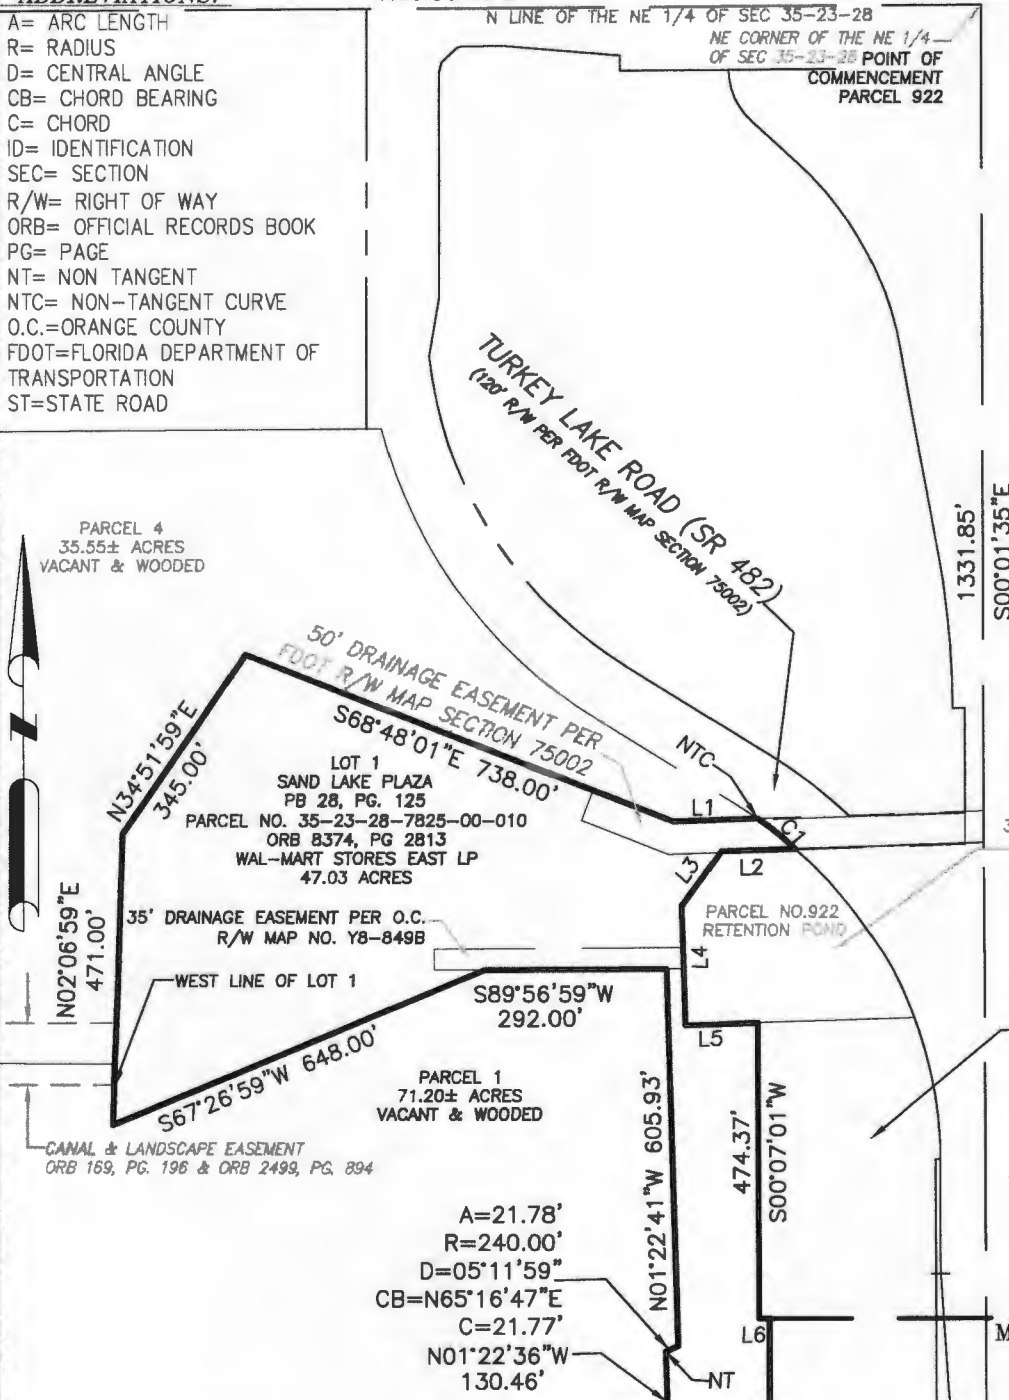 ABBREVIATIONS:
A= ARC LENGTH
R= RADIUS
D= CENTRAL ANGLE
CB= CHORD BEARING
C= CHORD
ID= IDENTIFICATION
SEC= SECTION
R/W= RIGHT OF WAY
ORB= OFFICIAL RECORDS BOOK
PG= PAGE
NT= NON TANGENT
NTC= NON-TANGENT CURVE
O.C.=ORANGE COUNTY
FDOT=FLORIDA DEPARTMENT OF
TRANSPORTATION
ST=STATE ROAD
N LINE OF THE NE 1/4 OF SEC 35-23-28
NE CORNER OF THE NE 1/4
OF SEC 35-23-28 POINT OF
COMMENCEMENT
PARCEL 922
TURKEY LAKE ROAD (SR 482)
(120' R/W PER FDOT R/W MAP SECTION 75002)
1331.85'
S00°01'35"E
PARCEL 4
35.55± ACRES
VACANT & WOODED
N
50' DRAINAGE EASEMENT PER
FDOT R/W MAP SECTION 75002
S68°48'01"E 738.00'
N34°51'59"E
345.00'
LOT 1
SAND LAKE PLAZA
PB 28, PG. 125
PARCEL NO. 35-23-28-7825-00-010
ORB 8374, PG 2813
WAL-MART STORES EAST LP
47.03 ACRES
NTC
L1
C1
L2
L3
3
PARCEL NO.922
RETENTION POND
35' DRAINAGE EASEMENT PER O.C.
R/W MAP NO. Y8-849B
L4
N02°06'59"E
471.00'
WEST LINE OF LOT 1
S89°56'59"W
292.00'
L5
S67°26'59"W 648.00'
PARCEL 1
71.20± ACRES
VACANT & WOODED
CANAL & LANDSCAPE EASEMENT
ORB 169, PG. 196 & ORB 2499, PG. 894
N01°22'41"W 605.93'
474.37'
S00°07'01"W
A=21.78'
R=240.00'
D=05°11'59"
CB=N65°16'47"E
C=21.77'
N01°22'36"W
130.46'
L6
M
NT